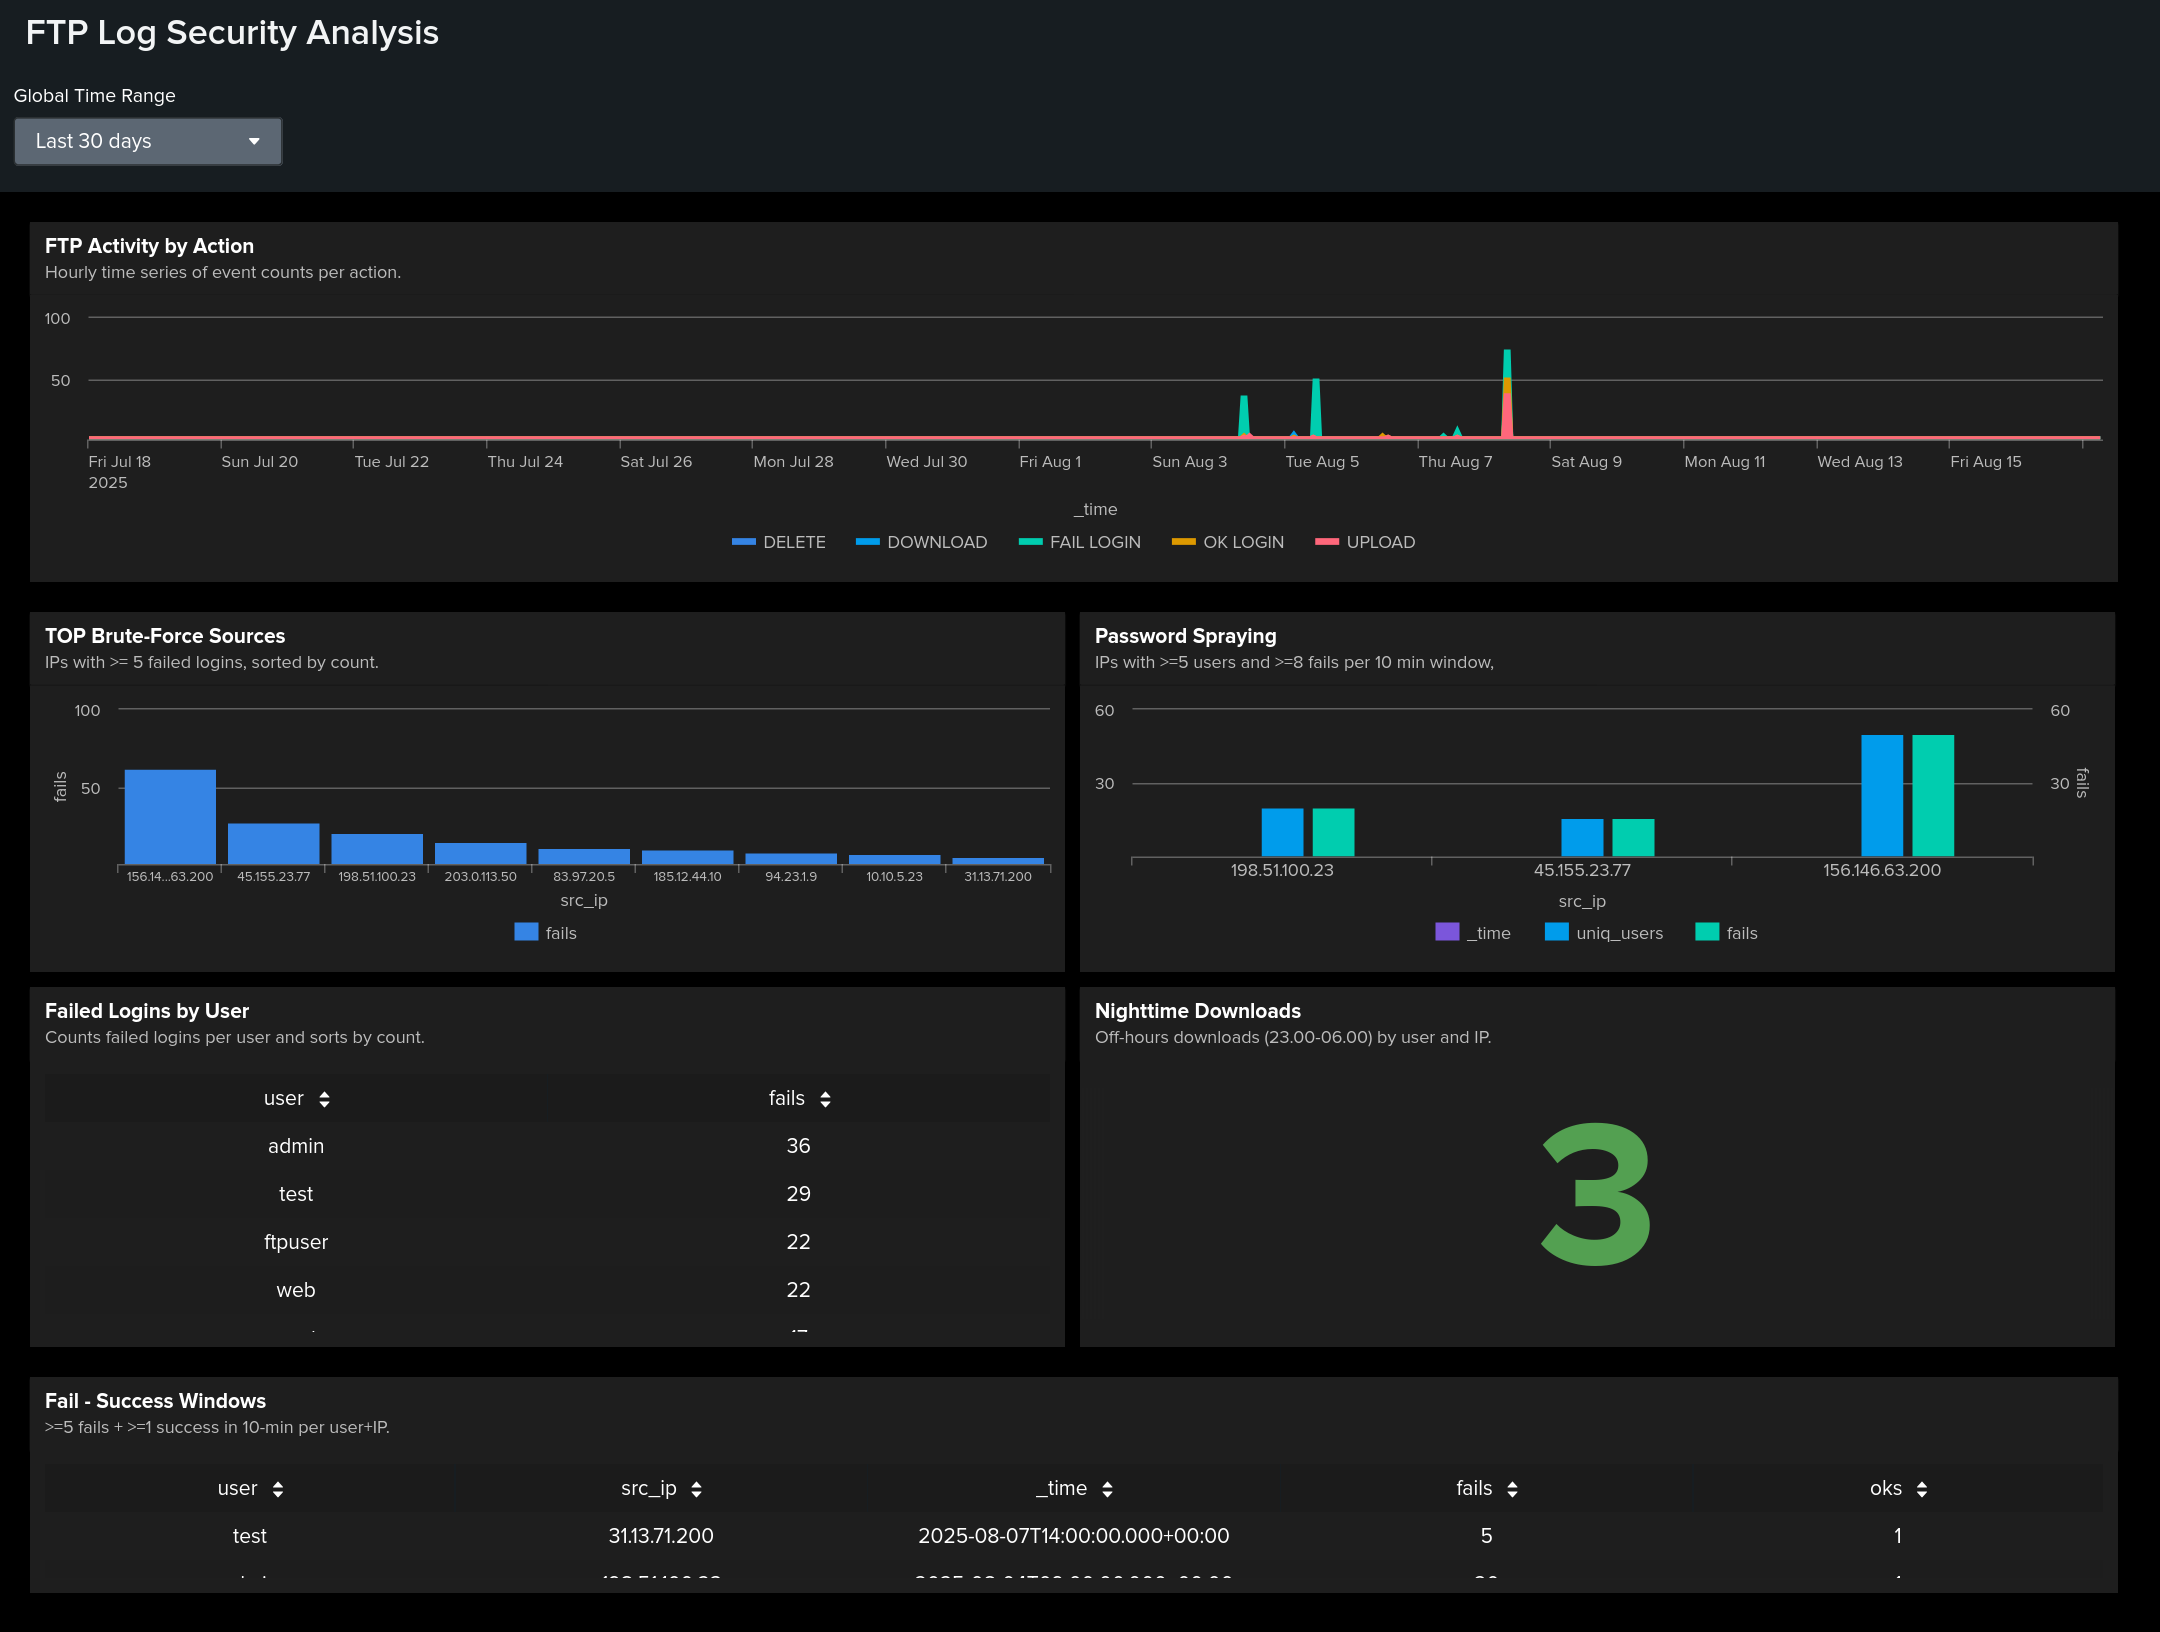 FTP Log Security Analysis
Global Time Range
Last 30 days
FTP Activity by Action
Hourly time series of event counts per action.
100
50
Fri Jul 18 Sun Jul 20 Tue Jul 22 Thu Jul 24 Sat Jul 26 Mon Jul 28 Wed Jul 30 Fri Aug 1 Sun Aug 3 Tue Aug 5 Thu Aug 7 Sat Aug 9 Mon Aug 11 Wed Aug 13 Fri Aug 15
2025
_time
DELETE DOWNLOAD FAIL LOGIN OK LOGIN UPLOAD
TOP Brute-Force Sources
IPs with >= 5 failed logins, sorted by count.
100
50
fails
156.14...63.200 45.155.23.77 198.51.100.23 203.0.113.50 83.97.20.5 185.12.44.10 94.23.1.9 10.10.5.23 31.13.71.200
src_ip
fails
Password Spraying
IPs with >=5 users and >=8 fails per 10 min window,
60 60
30 30
fails
198.51.100.23 45.155.23.77 156.146.63.200
src_ip
_time uniq_users fails
Failed Logins by User
Counts failed logins per user and sorts by count.
user fails
admin 36
test 29
ftpuser 22
web 22
Nighttime Downloads
Off-hours downloads (23.00-06.00) by user and IP.
3
Fail - Success Windows
>=5 fails + >=1 success in 10-min per user+IP.
user src_ip _time fails oks
test 31.13.71.200 2025-08-07T14:00:00.000+00:00 5 1